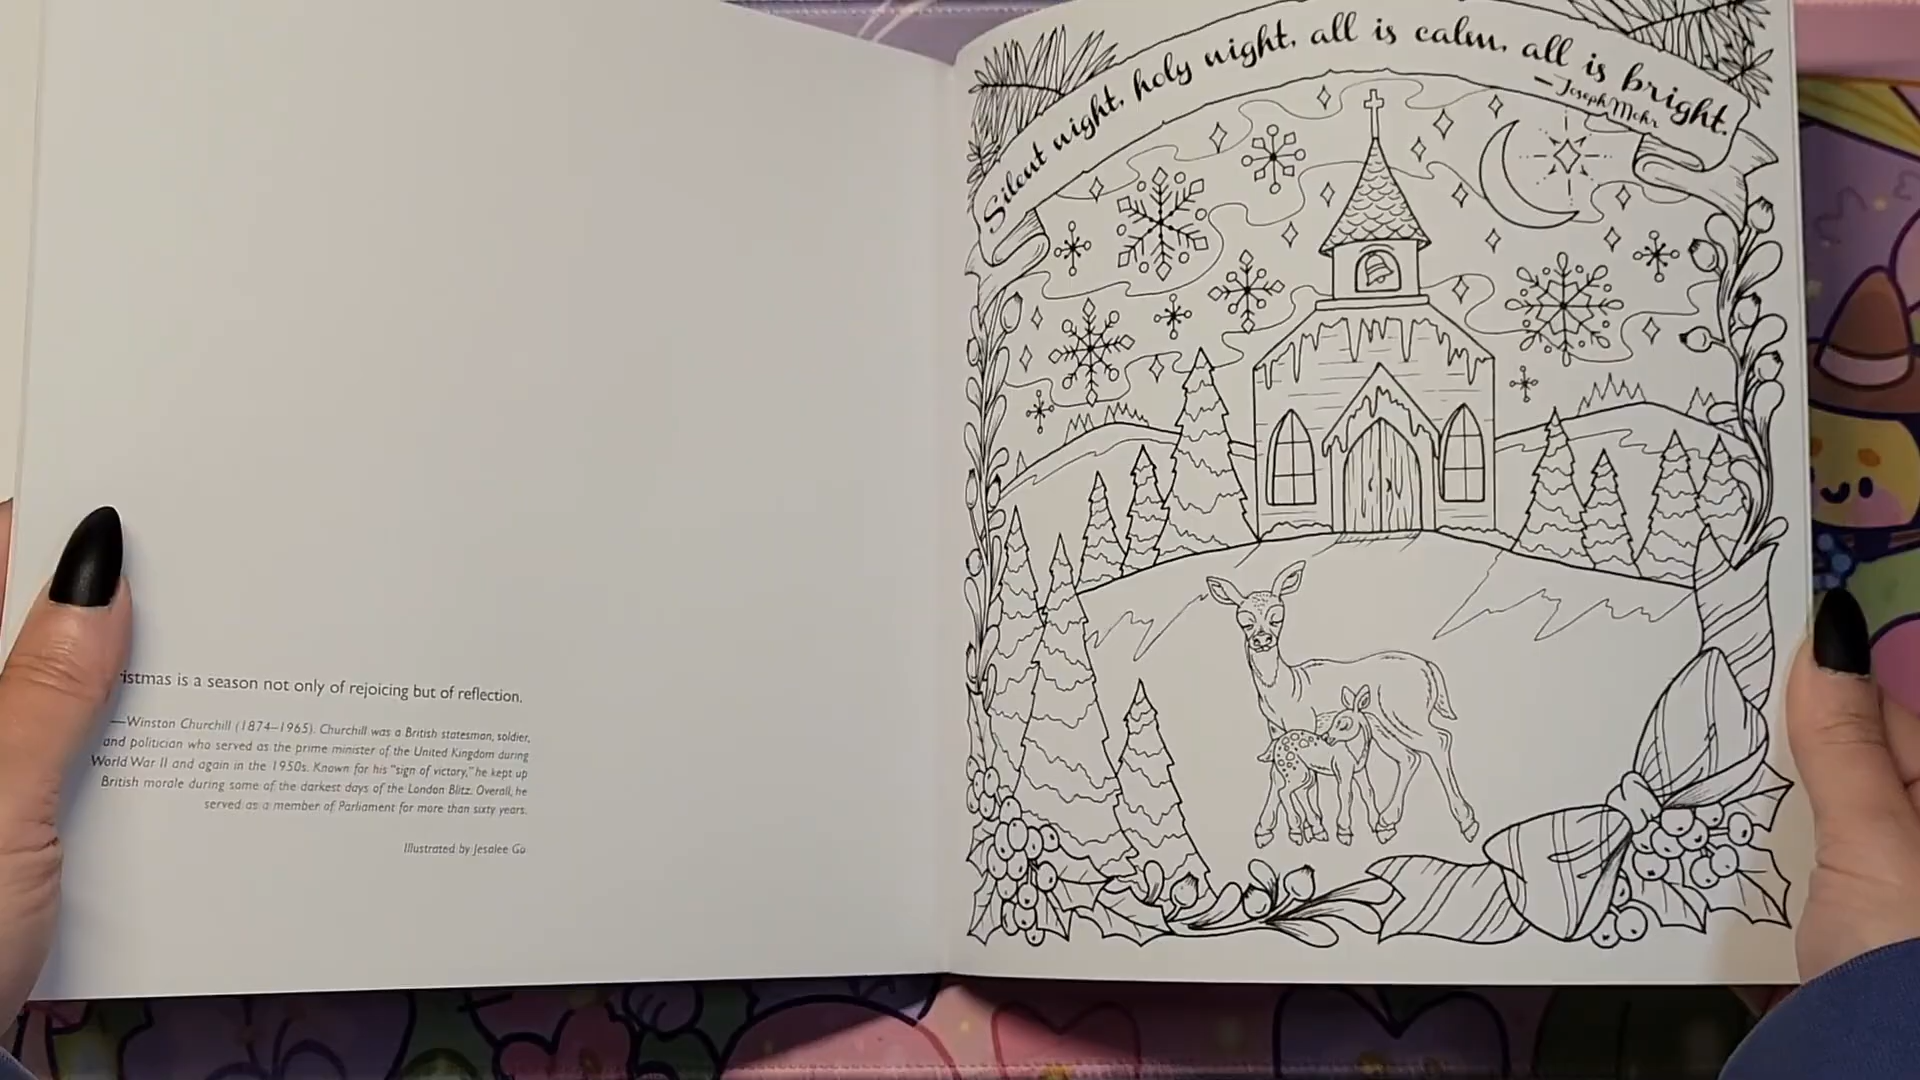 ristmas is a season not only of rejoicing but of reflection.
—Winston Churchill (1874–1965). Churchill was a British statesman, soldier,
and politician who served as the prime minister of the United Kingdom during
World War II and again in the 1950s. Known for his "sign of victory," he kept up
British morale during some of the darkest days of the London Blitz. Overall, he
served as a member of Parliament for more than sixty years.
Illustrated by Jesalee Go
Silent night, holy night, all is calm, all is bright.
—Joseph Mohr